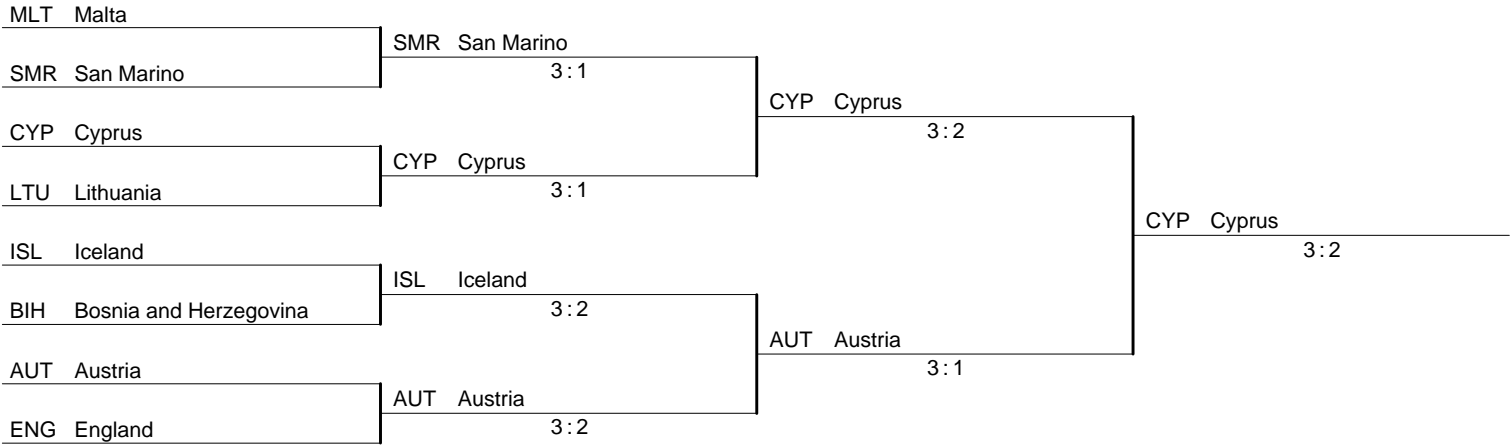 MLT Malta
SMR San Marino
3 : 1
SMR San Marino
CYP Cyprus
3 : 2
CYP Cyprus
CYP Cyprus
3 : 1
LTU Lithuania
CYP Cyprus
3 : 2
ISL Iceland
ISL Iceland
3 : 2
BIH Bosnia and Herzegovina
AUT Austria
3 : 1
AUT Austria
AUT Austria
3 : 2
ENG England